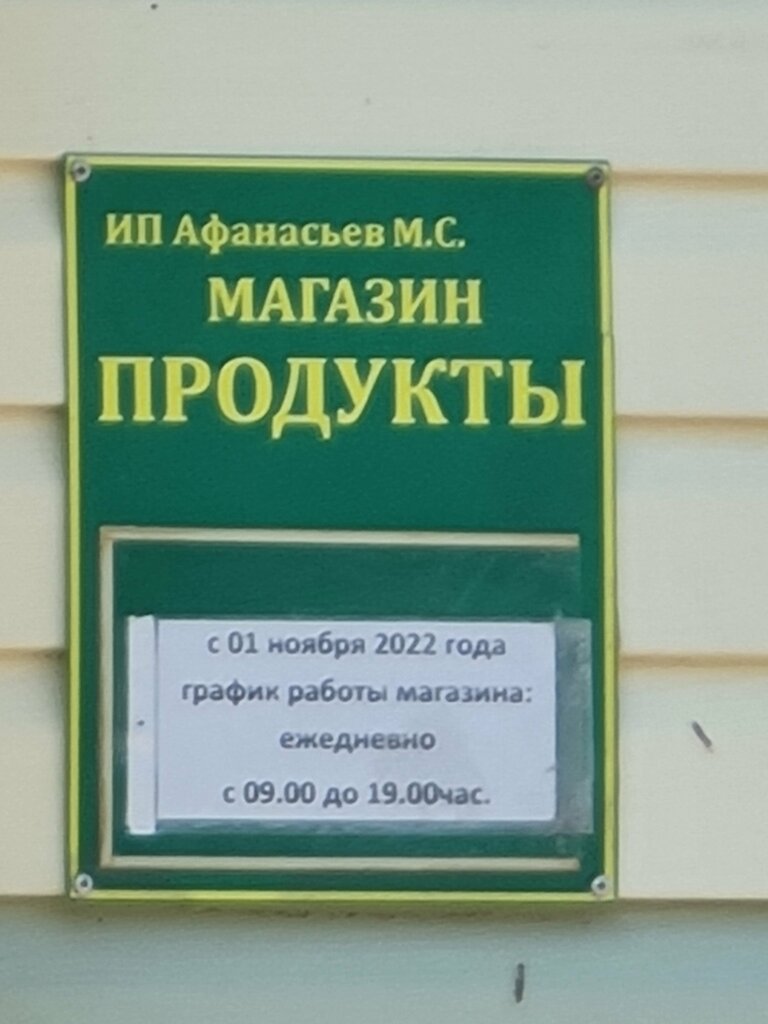 ИП Афанасьев М.С.
МАГАЗИН
ПРОДУКТЫ
с 01 ноября 2022 года
график работы магазина:
ежедневно
с 09.00 до 19.00час.